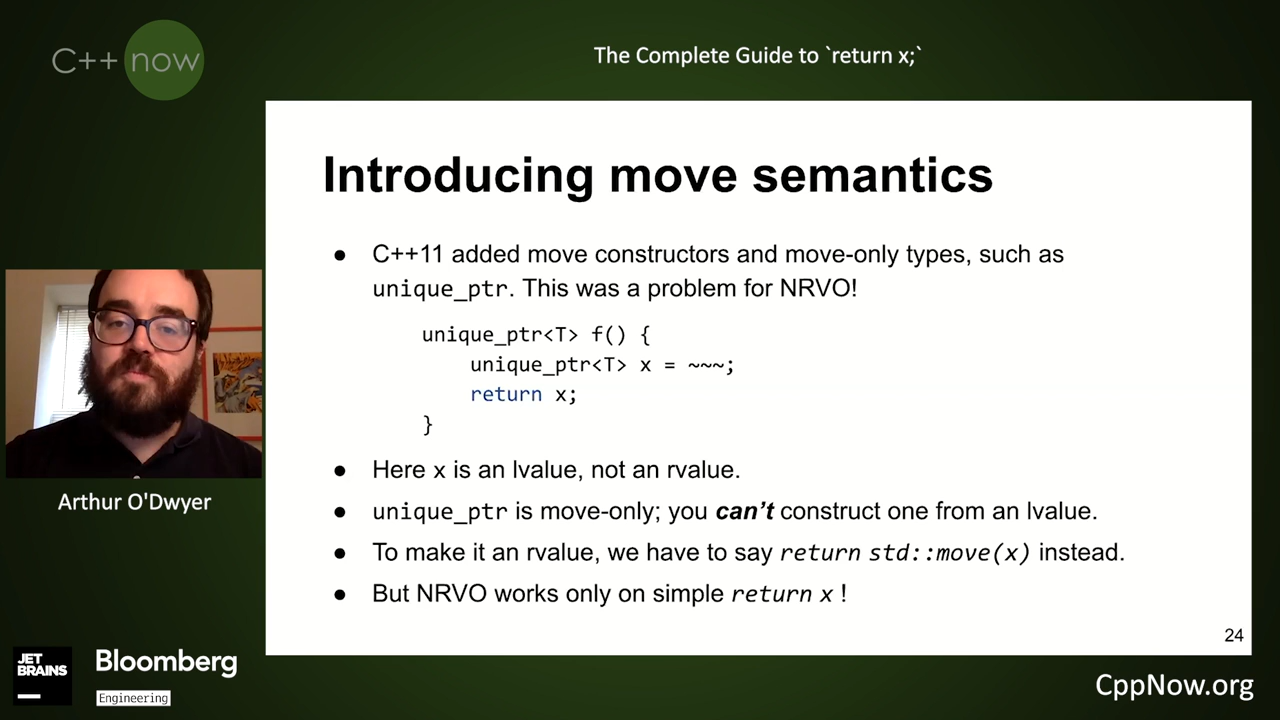 C++ now
The Complete Guide to `return x;`
Introducing move semantics
● C++11 added move constructors and move-only types, such as
unique_ptr. This was a problem for NRVO!
unique_ptr<T> f() {
unique_ptr<T> x = ~~~;
return x;
}
● Here x is an lvalue, not an rvalue.
● unique_ptr is move-only; you can’t construct one from an lvalue.
● To make it an rvalue, we have to say return std::move(x) instead.
● But NRVO works only on simple return x !
24
Arthur O'Dwyer
JET
BRAINS
Bloomberg
Engineering
CppNow.org